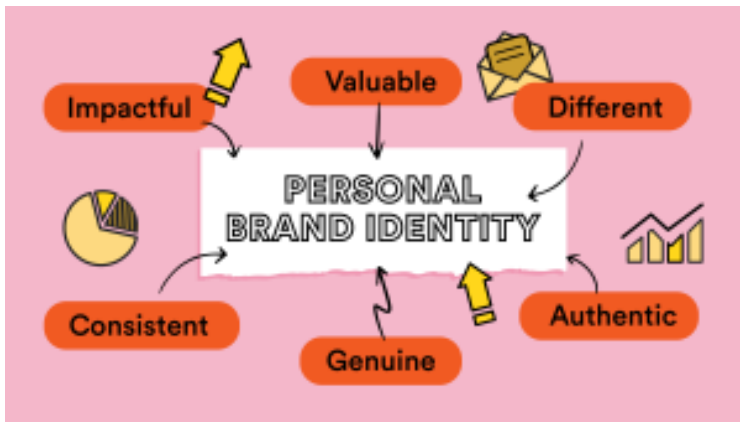 Impactful
Valuable
Different
PERSONAL
BRAND IDENTITY
Consistent
Genuine
Authentic